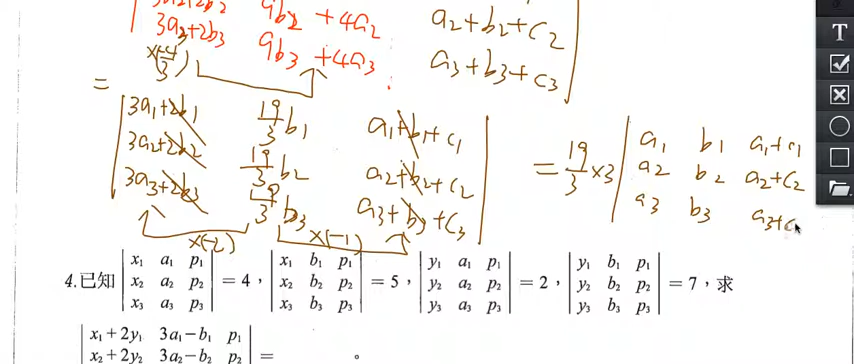 3a₂+2b₂ 9b₂+4a₂ a₂+b₂+c₂
3a₃+2b₃ 9b₃+4a₃ a₃+b₃+c₃
×(-4/3)
=
3a₁+2b₁ 19/3 b₁ a₁+b₁+c₁
3a₂+2b₂ 19/3 b₂ a₂+b₂+c₂
3a₃+2b₃ 19/3 b₃ a₃+b₃+c₃
×(-2) ×(-1)
= 19/3 ×3
a₁ b₁ a₁+c₁
a₂ b₂ a₂+c₂
a₃ b₃ a₃+c
4.已知 | x₁ a₁ p₁ | | x₁ b₁ p₁ | | y₁ a₁ p₁ | | y₁ b₁ p₁ |
| x₂ a₂ p₂ | = 4，| x₂ b₂ p₂ | = 5，| y₂ a₂ p₂ | = 2，| y₂ b₂ p₂ | = 7，求
| x₃ a₃ p₃ | | x₃ b₃ p₃ | | y₃ a₃ p₃ | | y₃ b₃ p₃ |
| x₁+2y₁ 3a₁−b₁ p₁ |
| x₂+2y₂ 3a₂−b₂ p₂ | = 。
T